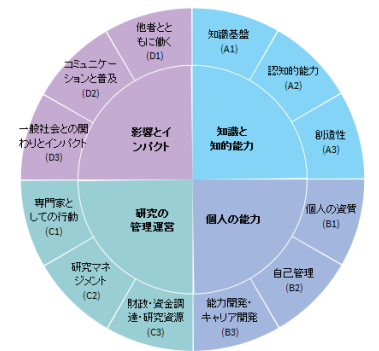 他者とと
もに働く
(D1)
知識基盤
(A1)
コミュニケー
ションと普及
(D2)
認知的能力
(A2)
一般社会との関
わりとインパクト
(D3)
影響とイ
ンパクト
知識と
知的能力
創造性
(A3)
専門家と
しての行動
(C1)
研究の
管理運営
個人の能力
個人の資質
(B1)
研究マネ
ジメント
(C2)
自己管理
(B2)
財政・資金調
達・研究資源
(C3)
能力開発・
キャリア開発
(B3)